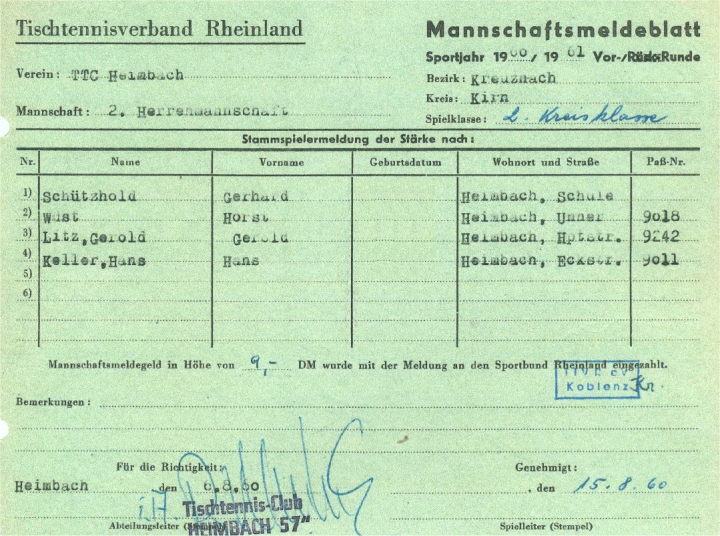 Tischtennisverband Rheinland
Mannschaftsmeldeblatt
Sportjahr 1960 / 1961 Vor-/Rück-Runde
Verein: TTC Heimbach
Bezirk: Kreuznach
Kreis: Kirn
Mannschaft: 2. Herrenmannschaft
Spielklasse: 2. Kreisklasse
Stammspielermeldung der Stärke nach:
Nr. Name Vorname Geburtsdatum Wohnort und Straße Paß-Nr.
1) Schützhold Gerhard Heimbach, Schule
2) Wust Horst Heimbach, 9018
3) Litz,Gerold Gerold Heimbach, Hptstr. 9242
4) Keller,Hans Hans Heimbach, Eckstr. 9011
5)
6)
Mannschaftsmeldegeld in Höhe von 9,- DM wurde mit der Meldung an den Sportbund Rheinland eingezahlt.
TTVR eV
Koblenz
Bemerkungen:
Für die Richtigkeit: Genehmigt:
Heimbach den 6.8.60 , den 15.8.60
i.A.
Tischtennis-Club
HEIMBACH 57"
Abteilungsleiter (Stempel) Spielleiter (Stempel)